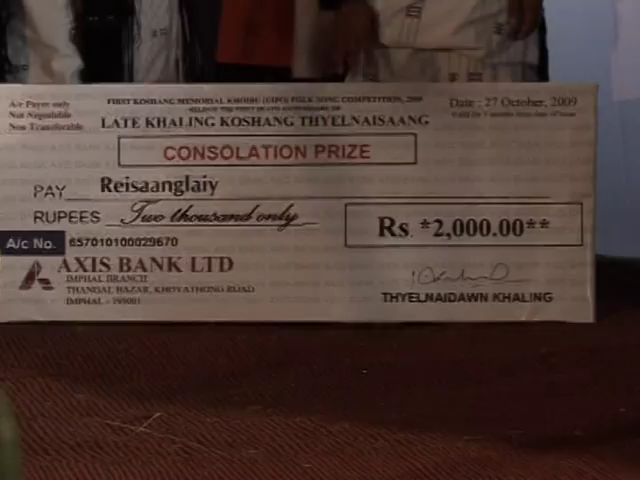 A/c Payee only
Not Negotiable
Non Transferable
FIRST KOSHANG MEMORIAL KHOIBU FOLK SONG COMPETITION, 2009
LATE KHALING KOSHANG THYELNAISAANG
Date : 27 October, 2009
CONSOLATION PRIZE
PAY Reisaanglaiy
RUPEES Two thousand only
Rs. *2,000.00**
A/c No. 657010100029670
AXIS BANK LTD
IMPHAL BRANCH
THANGAL BAZAR, KHOYATHONG ROAD
IMPHAL - 795001
THYELNAIDAWN KHALING